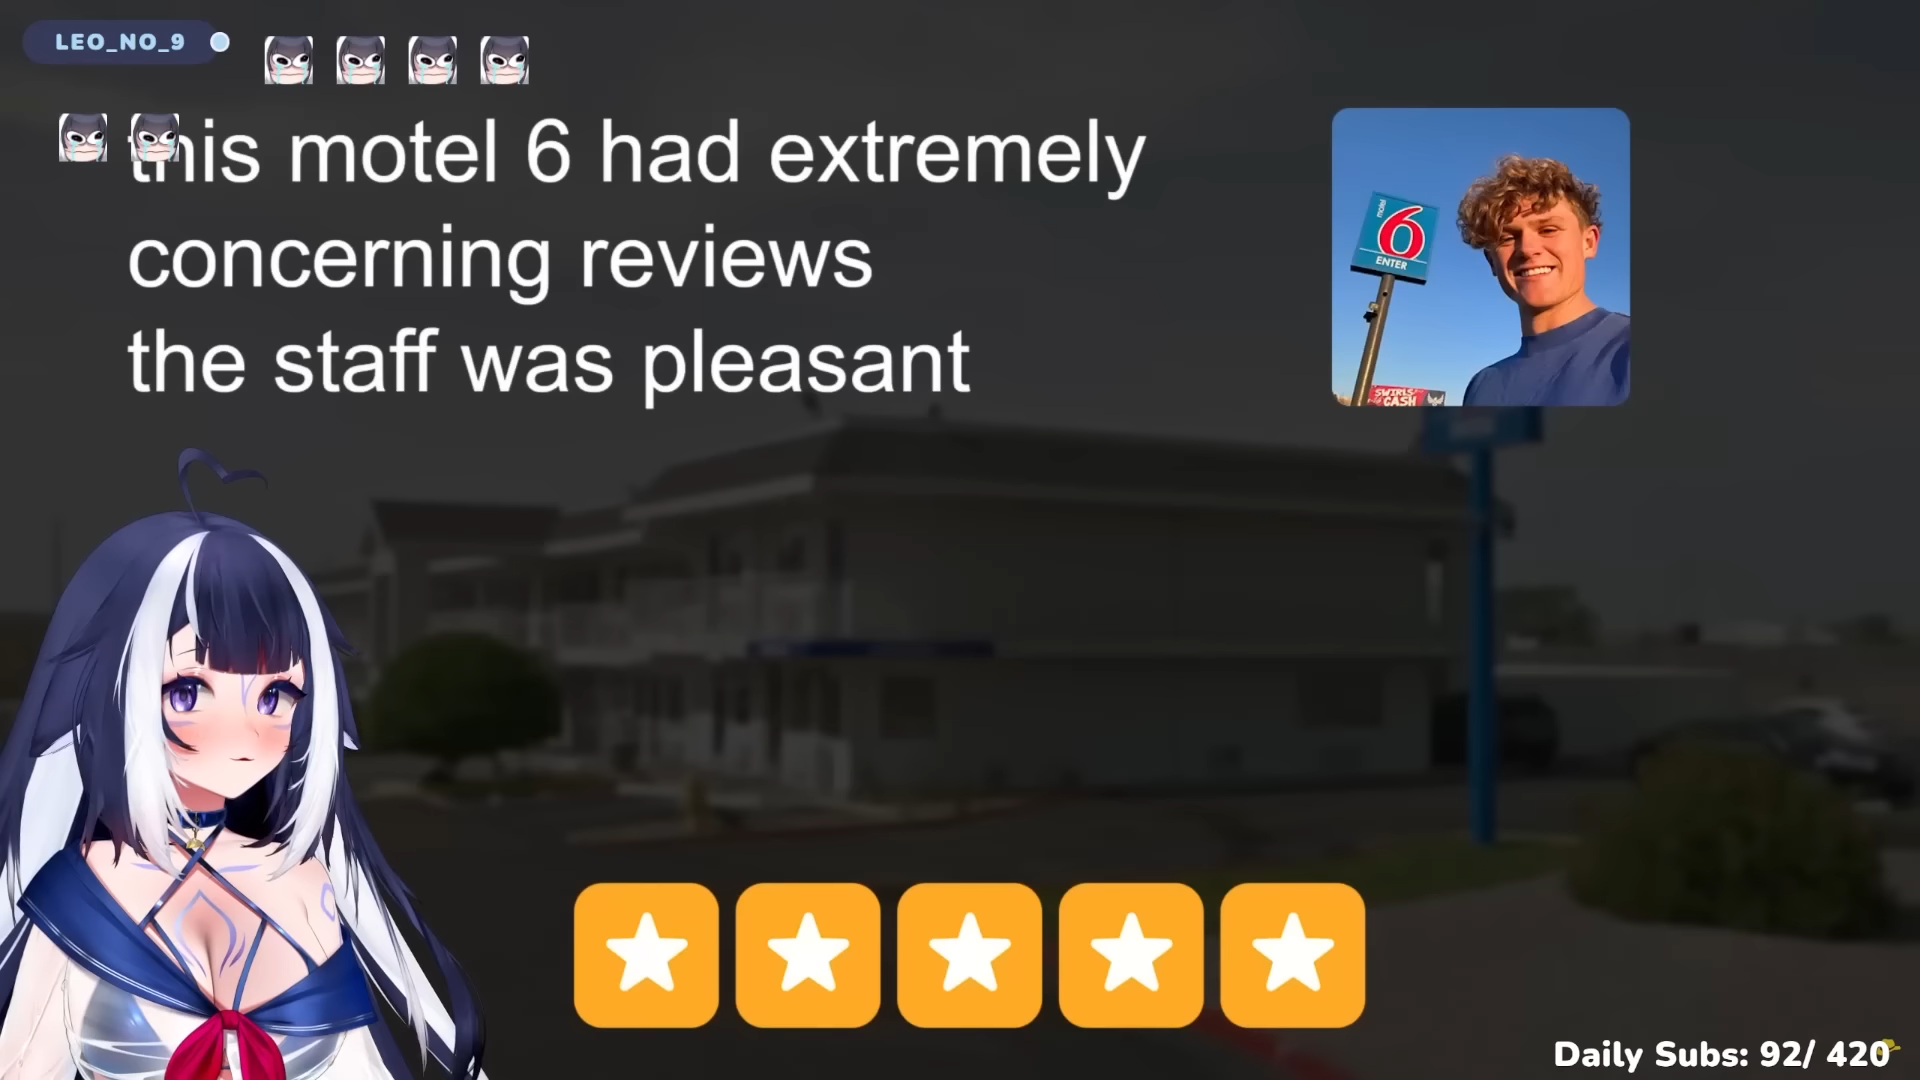 LEO_NO_9
this motel 6 had extremely
concerning reviews
the staff was pleasant
motel
6
ENTER
SWIRLS
CASH
Daily Subs: 92/ 420